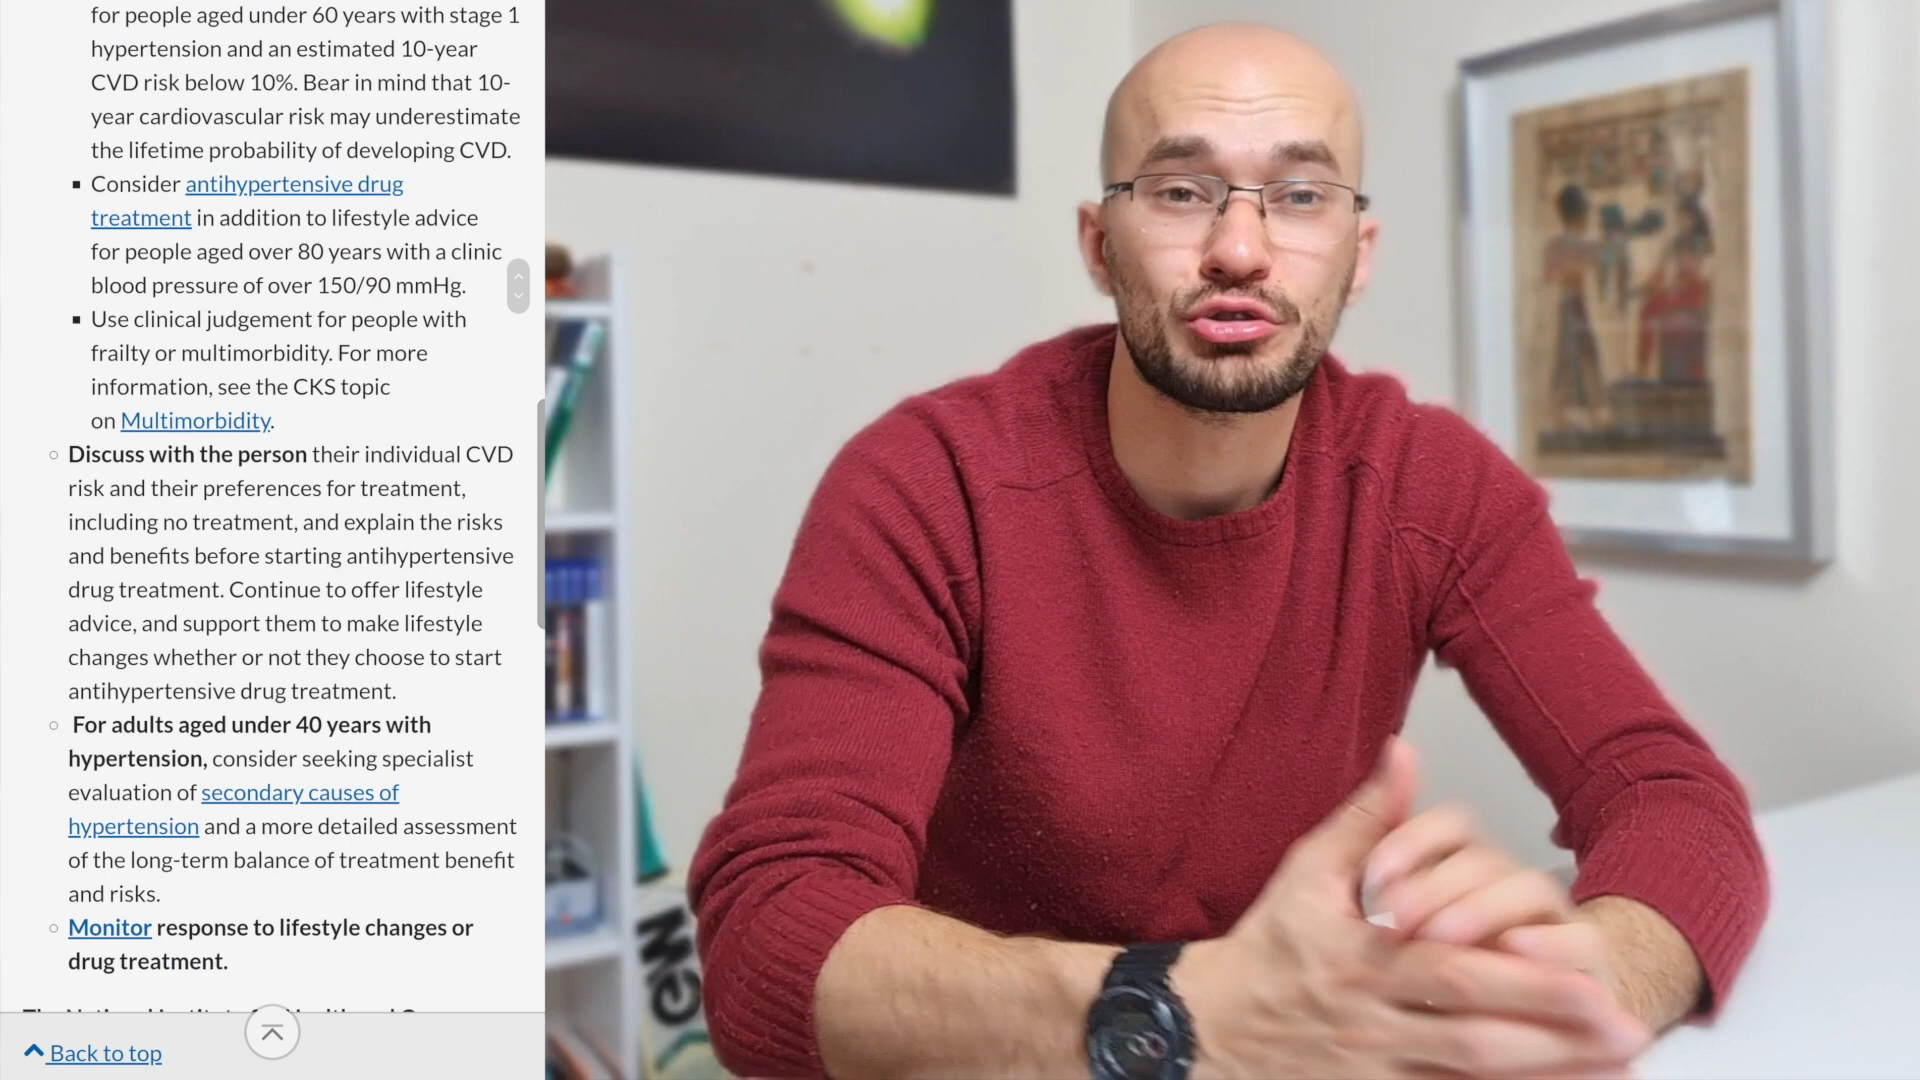 for people aged under 60 years with stage 1
hypertension and an estimated 10-year
CVD risk below 10%. Bear in mind that 10-
year cardiovascular risk may underestimate
the lifetime probability of developing CVD.
Consider antihypertensive drug
treatment in addition to lifestyle advice
for people aged over 80 years with a clinic
blood pressure of over 150/90 mmHg.
Use clinical judgement for people with
frailty or multimorbidity. For more
information, see the CKS topic
on Multimorbidity.
Discuss with the person their individual CVD
risk and their preferences for treatment,
including no treatment, and explain the risks
and benefits before starting antihypertensive
drug treatment. Continue to offer lifestyle
advice, and support them to make lifestyle
changes whether or not they choose to start
antihypertensive drug treatment.
For adults aged under 40 years with
hypertension, consider seeking specialist
evaluation of secondary causes of
hypertension and a more detailed assessment
of the long-term balance of treatment benefit
and risks.
Monitor response to lifestyle changes or
drug treatment.
Back to top